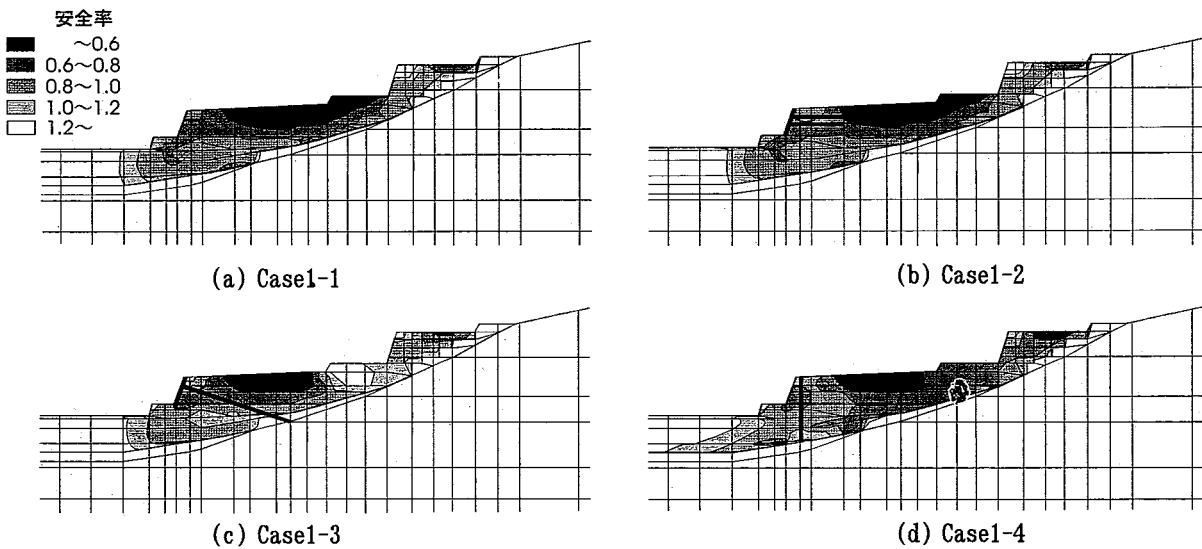 安全率
～0.6
0.6～0.8
0.8～1.0
1.0～1.2
1.2～
(a) Case1-1
(b) Case1-2
(c) Case1-3
(d) Case1-4